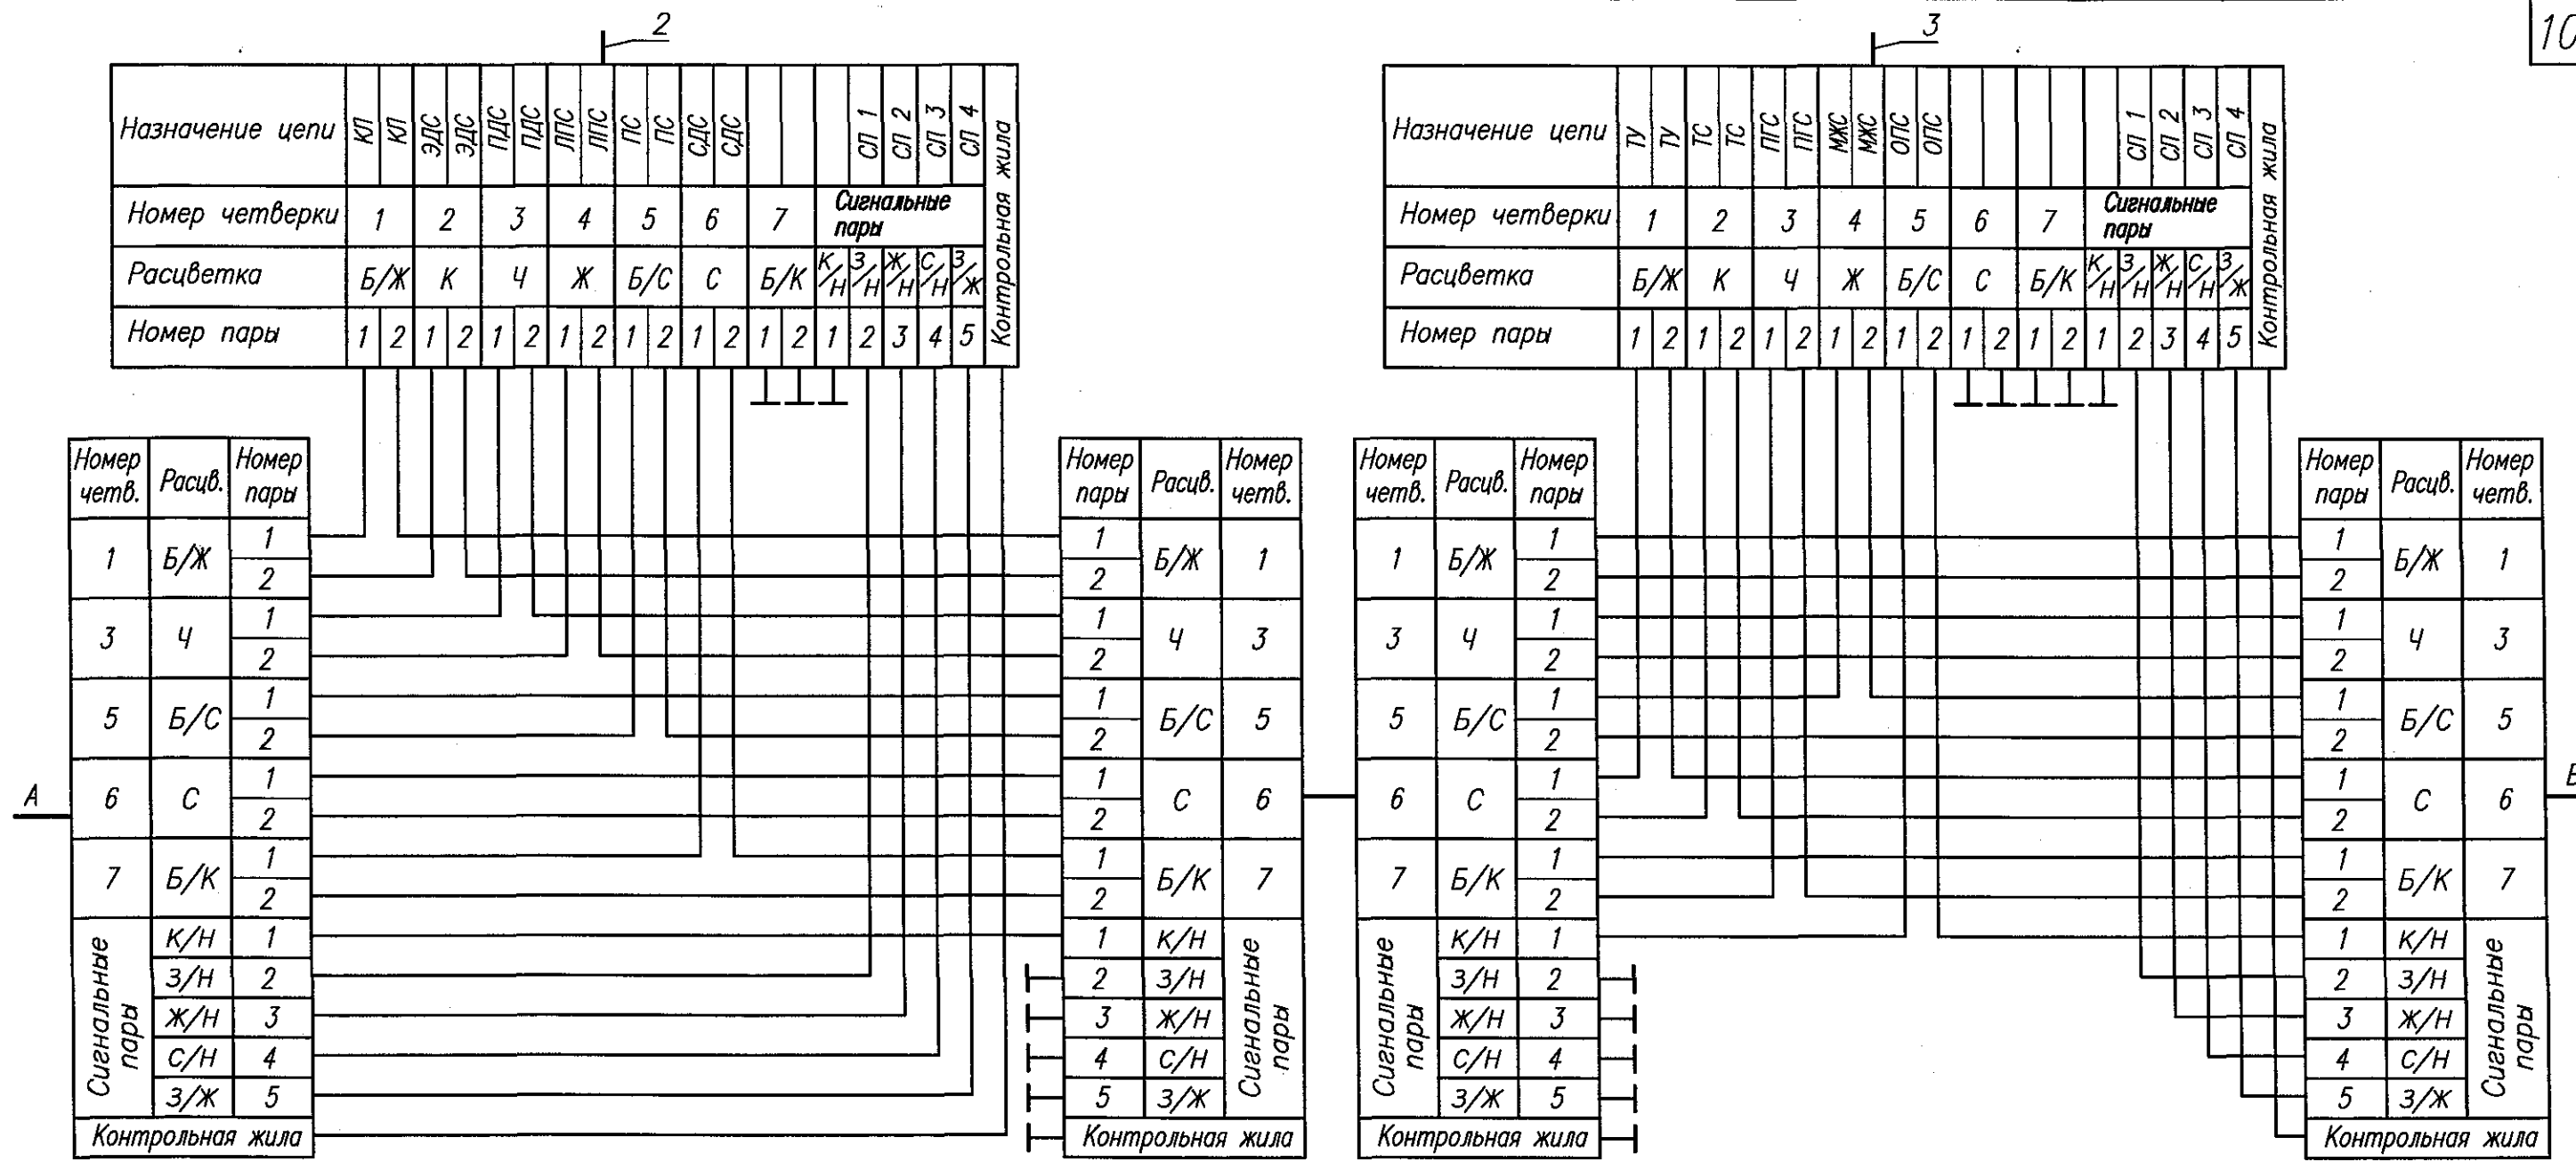 10
2
Назначение цепи КП КП ЭДС ЭДС ПДС ПДС ЛПС ЛПС ПС ПС СДС СДС СП 1 СП 2 СП 3 СП 4 Контрольная жила
Номер четверки 1 2 3 4 5 6 7 Сигнальные пары
Расцветка Б/Ж К Ч Ж Б/С С Б/К К/Н З/Н Ж/Н С/Н З/Ж
Номер пары 1 2 1 2 1 2 1 2 1 2 1 2 1 2 1 2 3 4 5
3
Назначение цепи ТУ ТУ ТС ТС ПГС ПГС МЖС МЖС ОПС ОПС СП 1 СП 2 СП 3 СП 4 Контрольная жила
Номер четверки 1 2 3 4 5 6 7 Сигнальные пары
Расцветка Б/Ж К Ч Ж Б/С С Б/К К/Н З/Н Ж/Н С/Н З/Ж
Номер пары 1 2 1 2 1 2 1 2 1 2 1 2 1 2 1 2 3 4 5
А
Номер четв. Расцв. Номер пары
1 Б/Ж 1
2
3 Ч 1
2
5 Б/С 1
2
6 С 1
2
7 Б/К 1
2
Сигнальные пары
К/Н 1
З/Н 2
Ж/Н 3
С/Н 4
З/Ж 5
Контрольная жила
Номер пары Расцв. Номер четв.
1 Б/Ж 1
2
1 Ч 3
2
1 Б/С 5
2
1 С 6
2
1 Б/К 7
2
1 К/Н
2 З/Н
3 Ж/Н
4 С/Н
5 З/Ж
Сигнальные пары
Контрольная жила
Номер четв. Расцв. Номер пары
1 Б/Ж 1
2
3 Ч 1
2
5 Б/С 1
2
6 С 1
2
7 Б/К 1
2
Сигнальные пары
К/Н 1
З/Н 2
Ж/Н 3
С/Н 4
З/Ж 5
Контрольная жила
Номер пары Расцв. Номер четв.
1 Б/Ж 1
2
1 Ч 3
2
1 Б/С 5
2
1 С 6
2
1 Б/К 7
2
1 К/Н
2 З/Н
3 Ж/Н
4 С/Н
5 З/Ж
Сигнальные пары
Контрольная жила